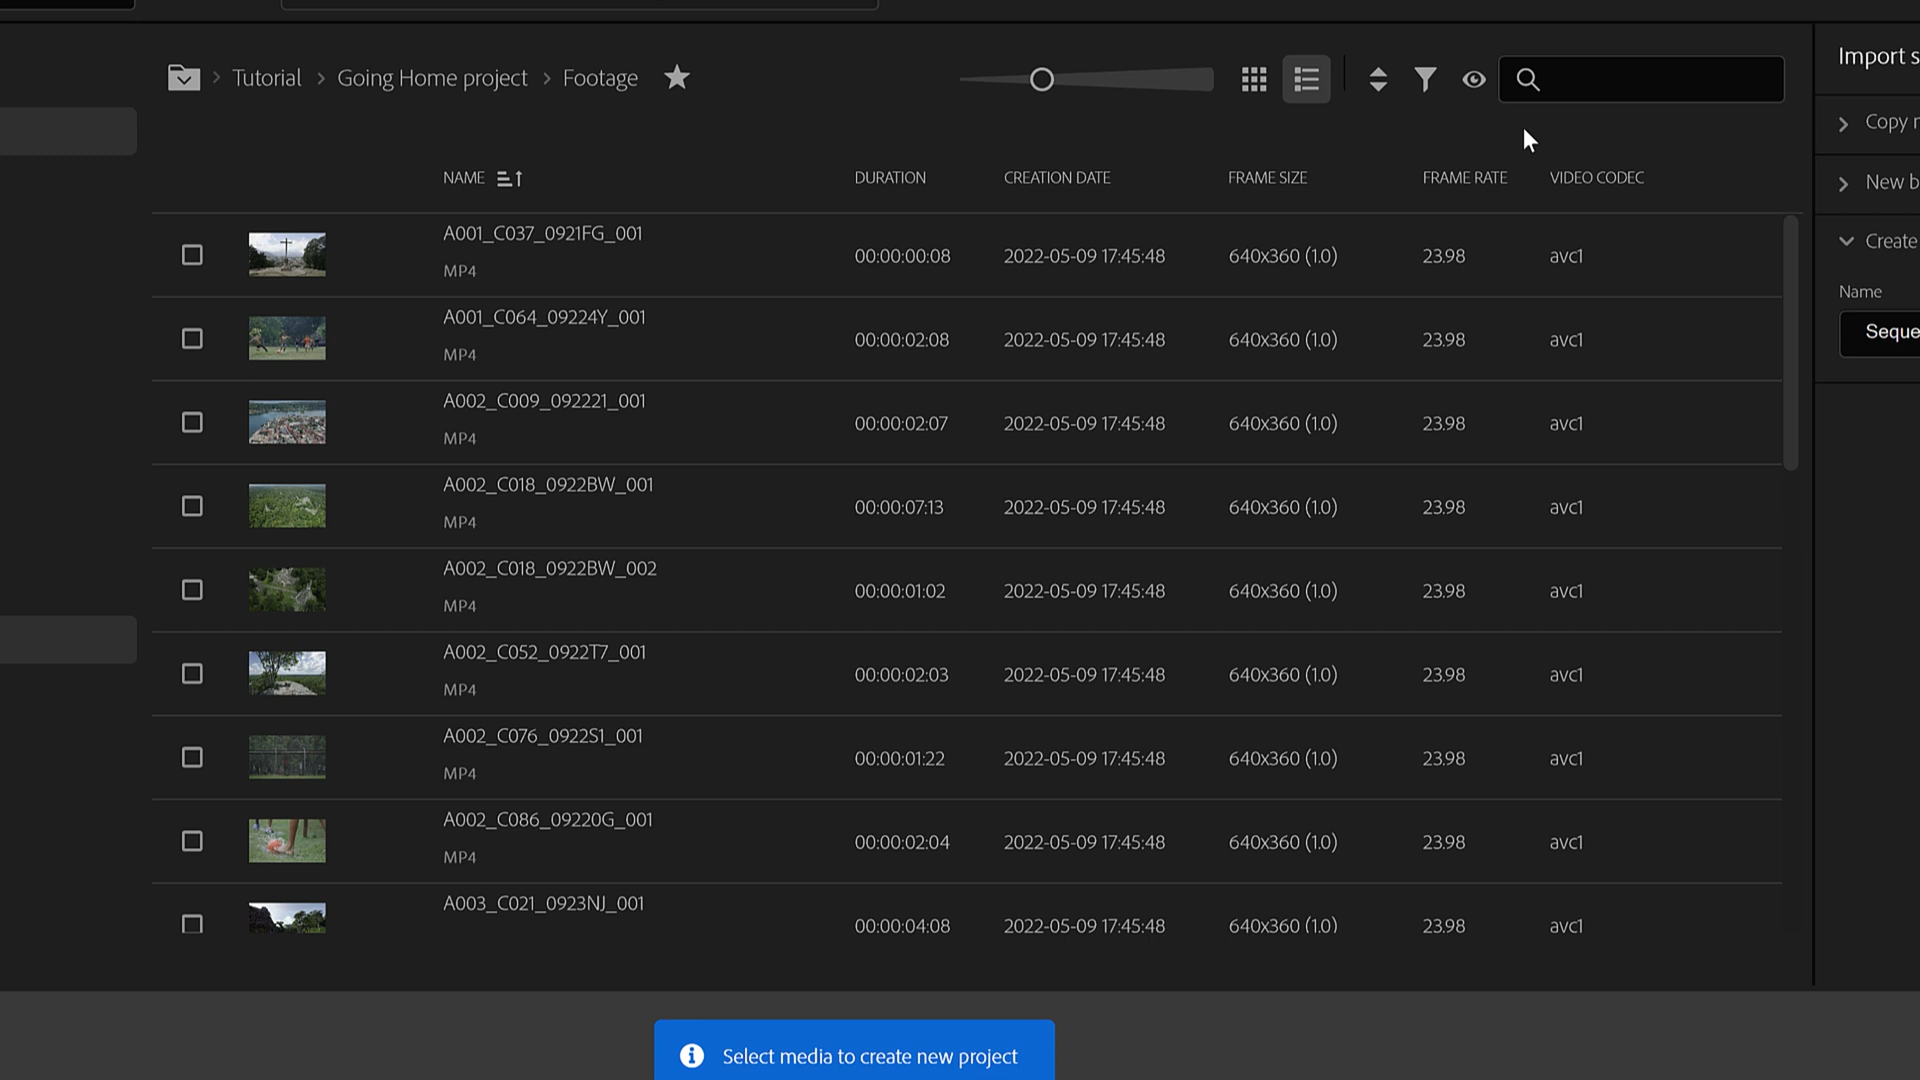 Tutorial > Going Home project > Footage
Import s
Copy r
New b
Create
Name
Seque
NAME DURATION CREATION DATE FRAME SIZE FRAME RATE VIDEO CODEC
A001_C037_0921FG_001
MP4
00:00:00:08 2022-05-09 17:45:48 640x360 (1.0) 23.98 avc1
A001_C064_09224Y_001
MP4
00:00:02:08 2022-05-09 17:45:48 640x360 (1.0) 23.98 avc1
A002_C009_092221_001
MP4
00:00:02:07 2022-05-09 17:45:48 640x360 (1.0) 23.98 avc1
A002_C018_0922BW_001
MP4
00:00:07:13 2022-05-09 17:45:48 640x360 (1.0) 23.98 avc1
A002_C018_0922BW_002
MP4
00:00:01:02 2022-05-09 17:45:48 640x360 (1.0) 23.98 avc1
A002_C052_0922T7_001
MP4
00:00:02:03 2022-05-09 17:45:48 640x360 (1.0) 23.98 avc1
A002_C076_0922S1_001
MP4
00:00:01:22 2022-05-09 17:45:48 640x360 (1.0) 23.98 avc1
A002_C086_09220G_001
MP4
00:00:02:04 2022-05-09 17:45:48 640x360 (1.0) 23.98 avc1
A003_C021_0923NJ_001
00:00:04:08 2022-05-09 17:45:48 640x360 (1.0) 23.98 avc1
Select media to create new project